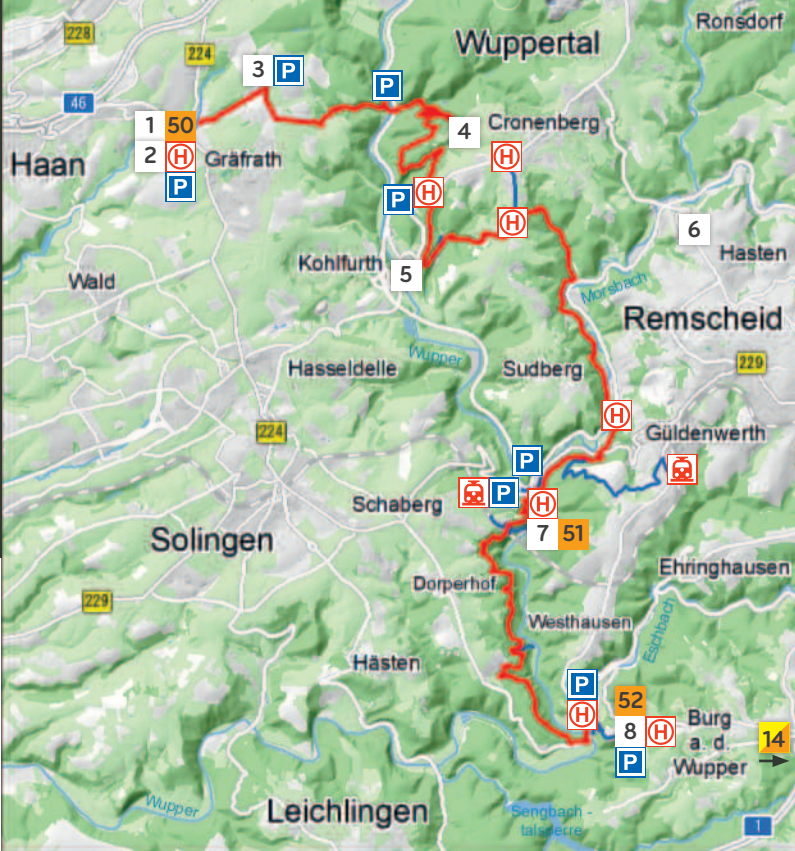 Ronsdorf
228
Wuppertal
224
3 P
P
46
1 50
4
Cronenberg
2 H
Gräfrath
H
Haan
P
P H
H
6
Hasten
Kohlfurth
5
Wald
Morsbach
Remscheid
Wupper
Hasseldelle
Sudberg
229
H
224
Güldenwerth
P
P
Schaberg
H
7 51
Solingen
Ehringhausen
Dorperhof
229
Westhausen
Eschbach
Hästen
P
52
H
8 H
Burg
a. d.
Wupper
14
P
Wupper
Leichlingen
Sengbach -
talsperre
1